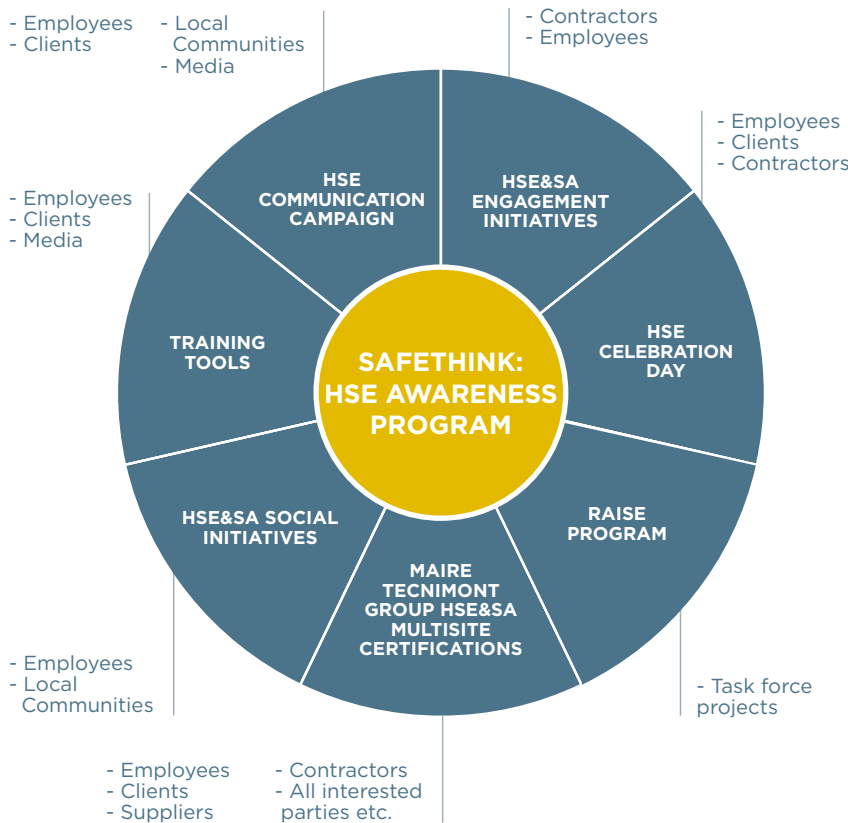 - Employees
- Clients
- Local
Communities
- Media
- Contractors
- Employees
- Employees
- Clients
- Contractors
- Employees
- Clients
- Media
HSE
COMMUNICATION
CAMPAIGN
HSE&SA
ENGAGEMENT
INITIATIVES
TRAINING
TOOLS
SAFETHINK:
HSE AWARENESS
PROGRAM
HSE
CELEBRATION
DAY
HSE&SA SOCIAL
INITIATIVES
RAISE
PROGRAM
MAIRE
TECNIMONT
GROUP HSE&SA
MULTISITE
CERTIFICATIONS
- Employees
- Local
Communities
- Task force
projects
- Employees
- Clients
- Suppliers
- Contractors
- All interested
parties etc.